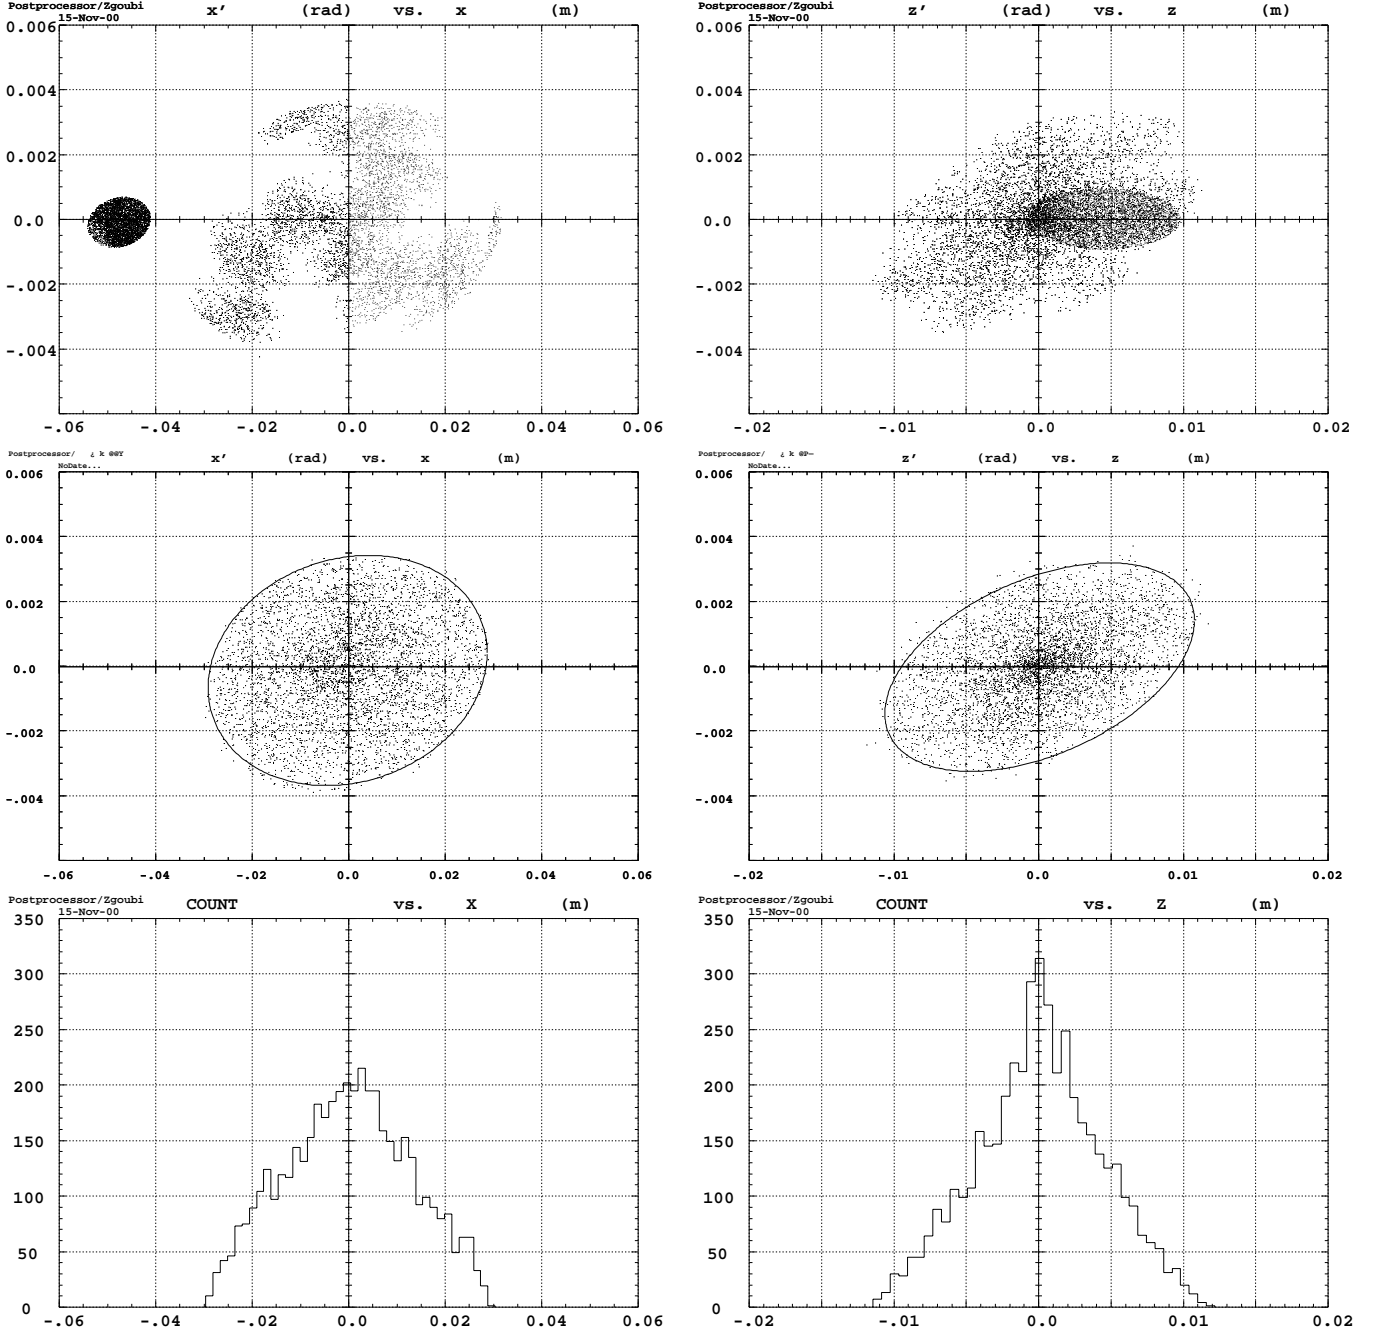 Postprocessor/Zgoubi x' (rad) vs. x (m)
15-Nov-00
0.006
0.004
0.002
0.0
-.002
-.004
-.06 -.04 -.02 0.0 0.02 0.04 0.06
Postprocessor/Zgoubi z' (rad) vs. z (m)
15-Nov-00
0.006
0.004
0.002
0.0
-.002
-.004
-.02 -.01 0.0 0.01 0.02
Postprocessor/ ¿ k @@Y x' (rad) vs. x (m)
NoDate...
0.006
0.004
0.002
0.0
-.002
-.004
-.06 -.04 -.02 0.0 0.02 0.04 0.06
Postprocessor/ ¿ k @P— z' (rad) vs. z (m)
NoDate...
0.006
0.004
0.002
0.0
-.002
-.004
-.02 -.01 0.0 0.01 0.02
Postprocessor/Zgoubi COUNT vs. X (m)
15-Nov-00
350
300
250
200
150
100
50
0
-.06 -.04 -.02 0.0 0.02 0.04 0.06
Postprocessor/Zgoubi COUNT vs. Z (m)
15-Nov-00
350
300
250
200
150
100
50
0
-.02 -.01 0.0 0.01 0.02